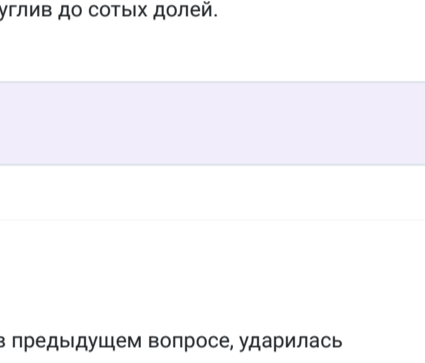 углив до сотых долей.
в предыдущем вопросе, ударилась